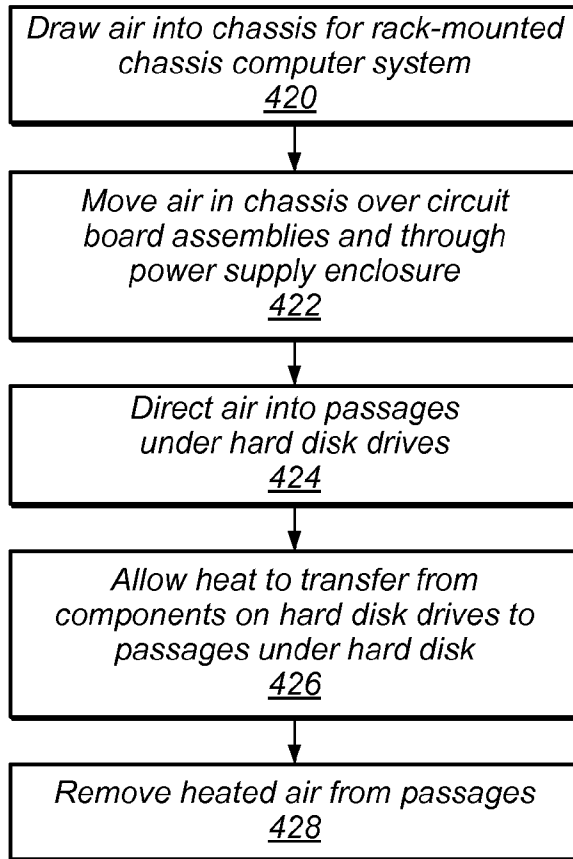 Draw air into chassis for rack-mounted
chassis computer system
420
Move air in chassis over circuit
board assemblies and through
power supply enclosure
422
Direct air into passages
under hard disk drives
424
Allow heat to transfer from
components on hard disk drives to
passages under hard disk
426
Remove heated air from passages
428